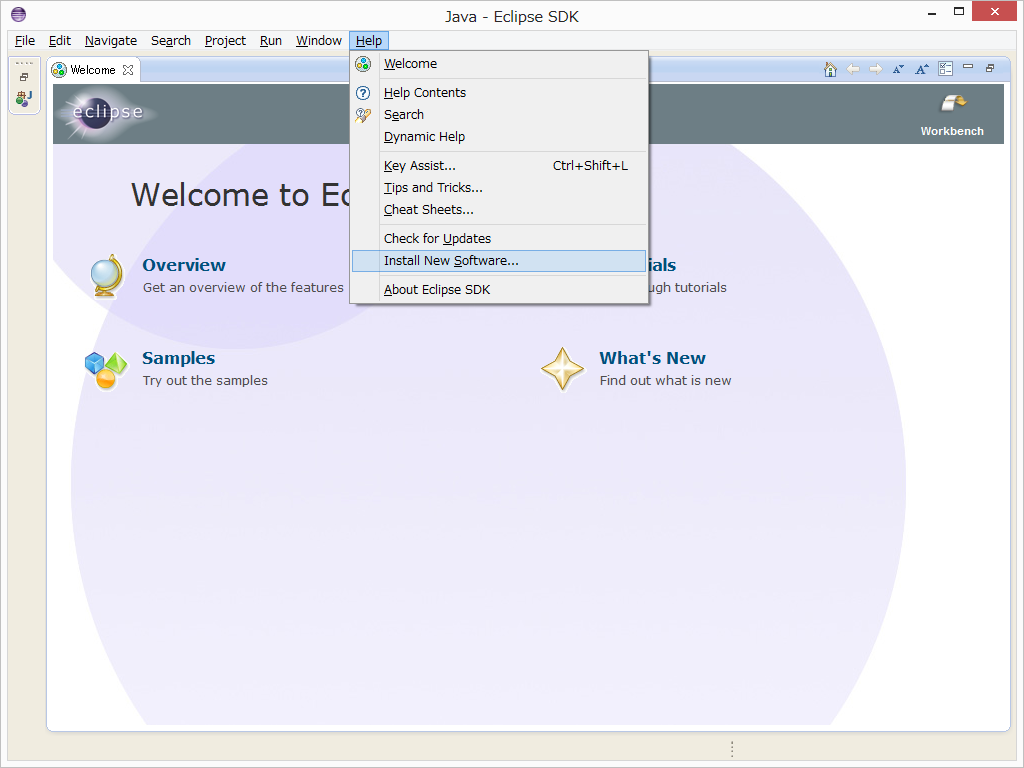 Java - Eclipse SDK
File Edit Navigate Search Project Run Window Help
Welcome
eclipse
Workbench
Welcome
Help Contents
Search
Dynamic Help
Key Assist... Ctrl+Shift+L
Tips and Tricks...
Cheat Sheets...
Check for Updates
Install New Software...
About Eclipse SDK
Welcome to Ec
Overview
Get an overview of the features
ials
ugh tutorials
Samples
Try out the samples
What's New
Find out what is new